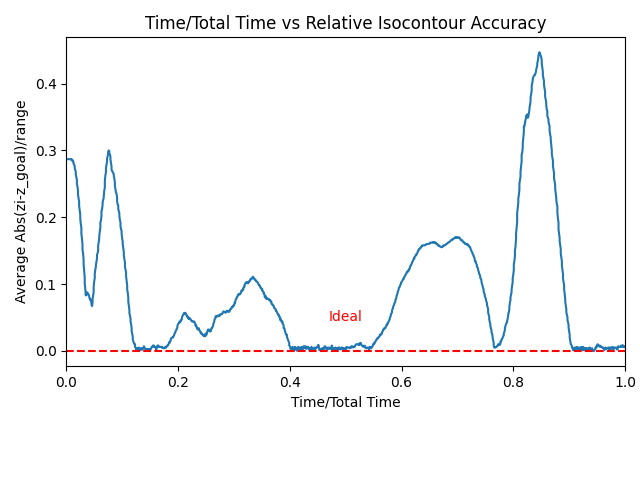 Time/Total Time vs Relative Isocontour Accuracy
Average Abs(zi-z_goal)/range
0.4
0.3
0.2
0.1
0.0
Ideal
0.0 0.2 0.4 0.6 0.8 1.0
Time/Total Time